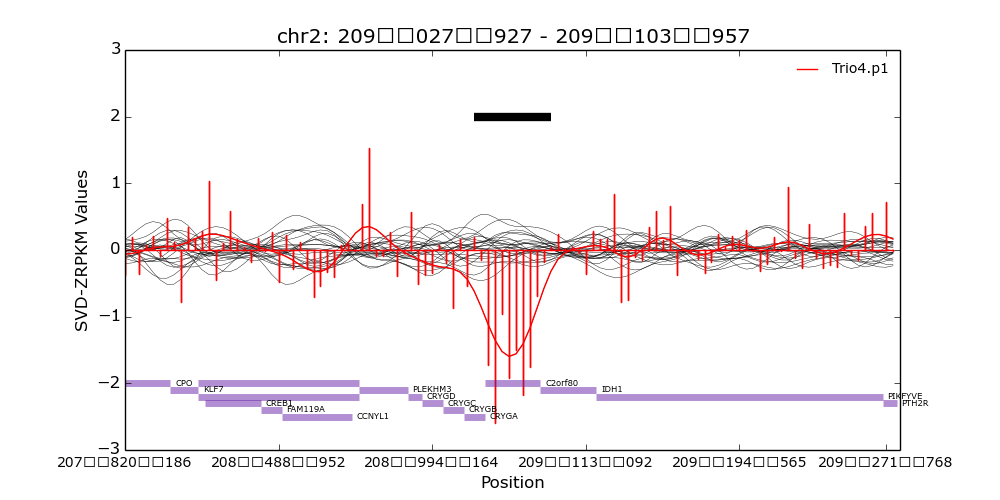 chr2: 209□□027□□927 - 209□□103□□957
Trio4.p1
SVD-ZRPKM Values
3
2
1
0
−1
−2
−3
CPO
KLF7
CREB1
FAM119A
CCNYL1
PLEKHM3
CRYGD
CRYGC
CRYGB
CRYGA
C2orf80
IDH1
PIKFYVE
PTH2R
207□□820□□186 208□□488□□952 208□□994□□164 209□□113□□092 209□□194□□565 209□□271□□768
Position